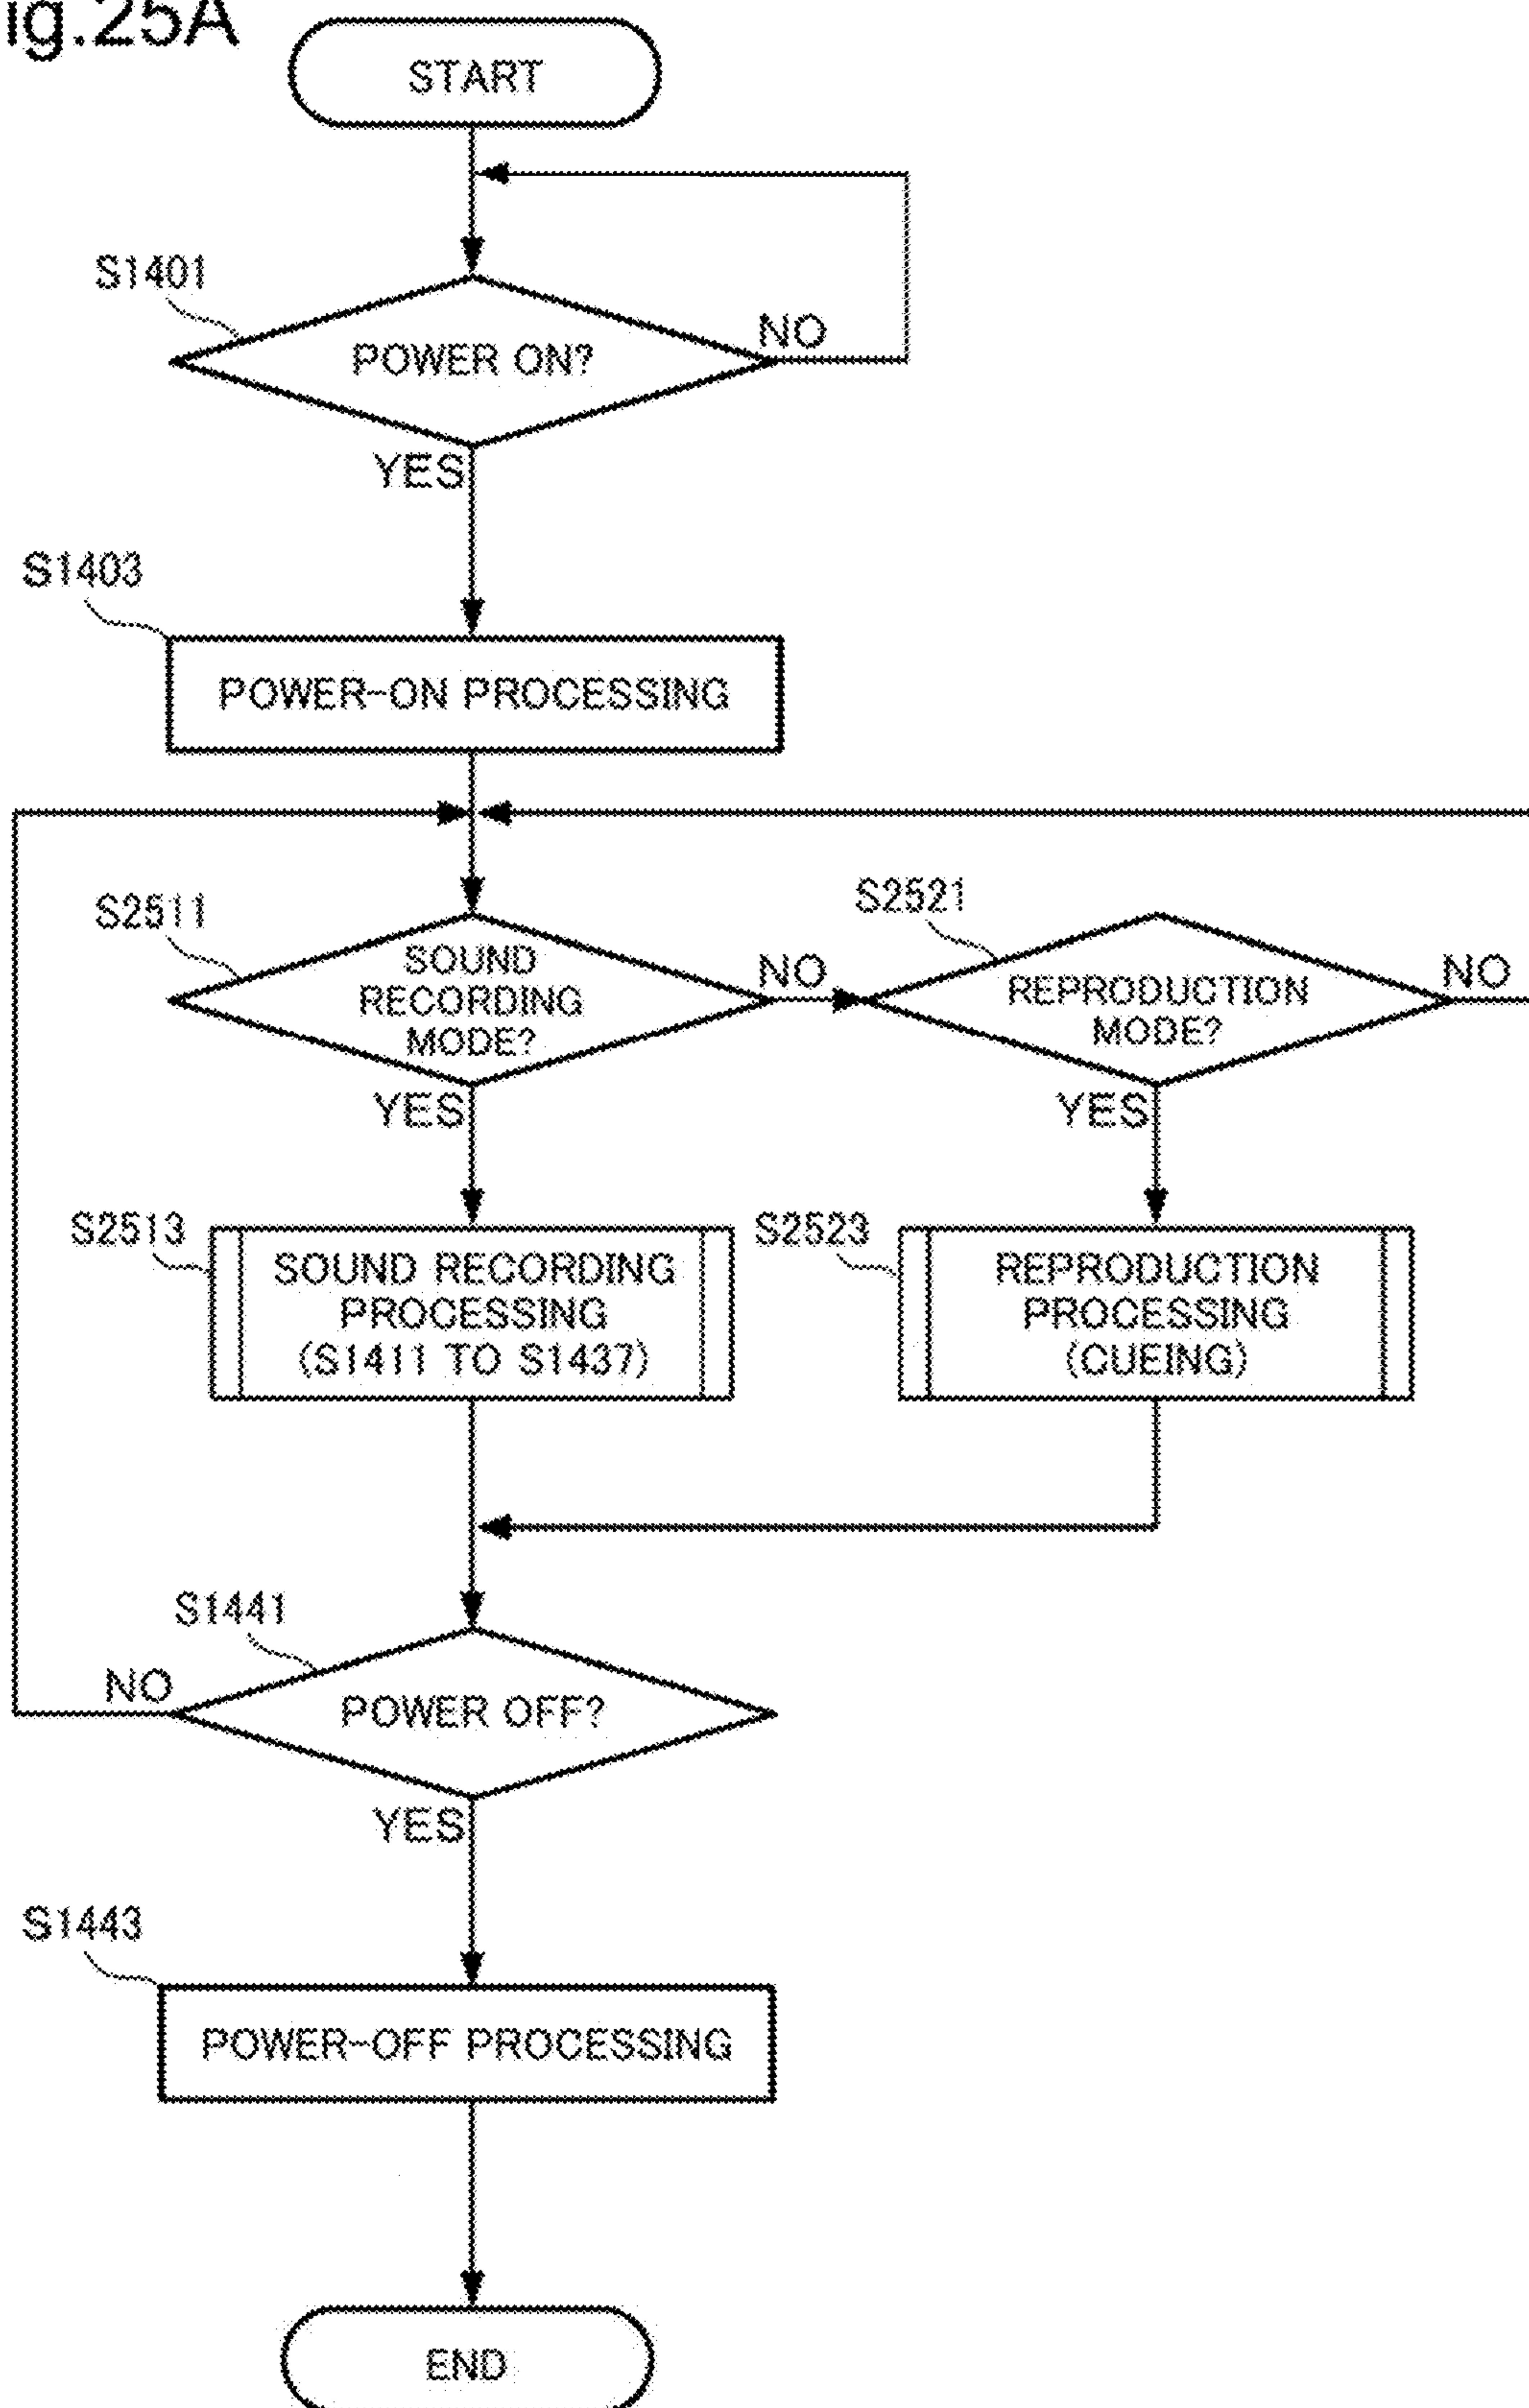 ig.25A
START
S1401
POWER ON?
NO
YES
S1403
POWER-ON PROCESSING
S2511
SOUND
RECORDING
MODE?
NO
YES
S2521
REPRODUCTION
MODE?
NO
YES
S2513
SOUND RECORDING
PROCESSING
(S1411 TO S1437)
S2523
REPRODUCTION
PROCESSING
(CUEING)
S1441
NO
POWER OFF?
YES
S1443
POWER-OFF PROCESSING
END